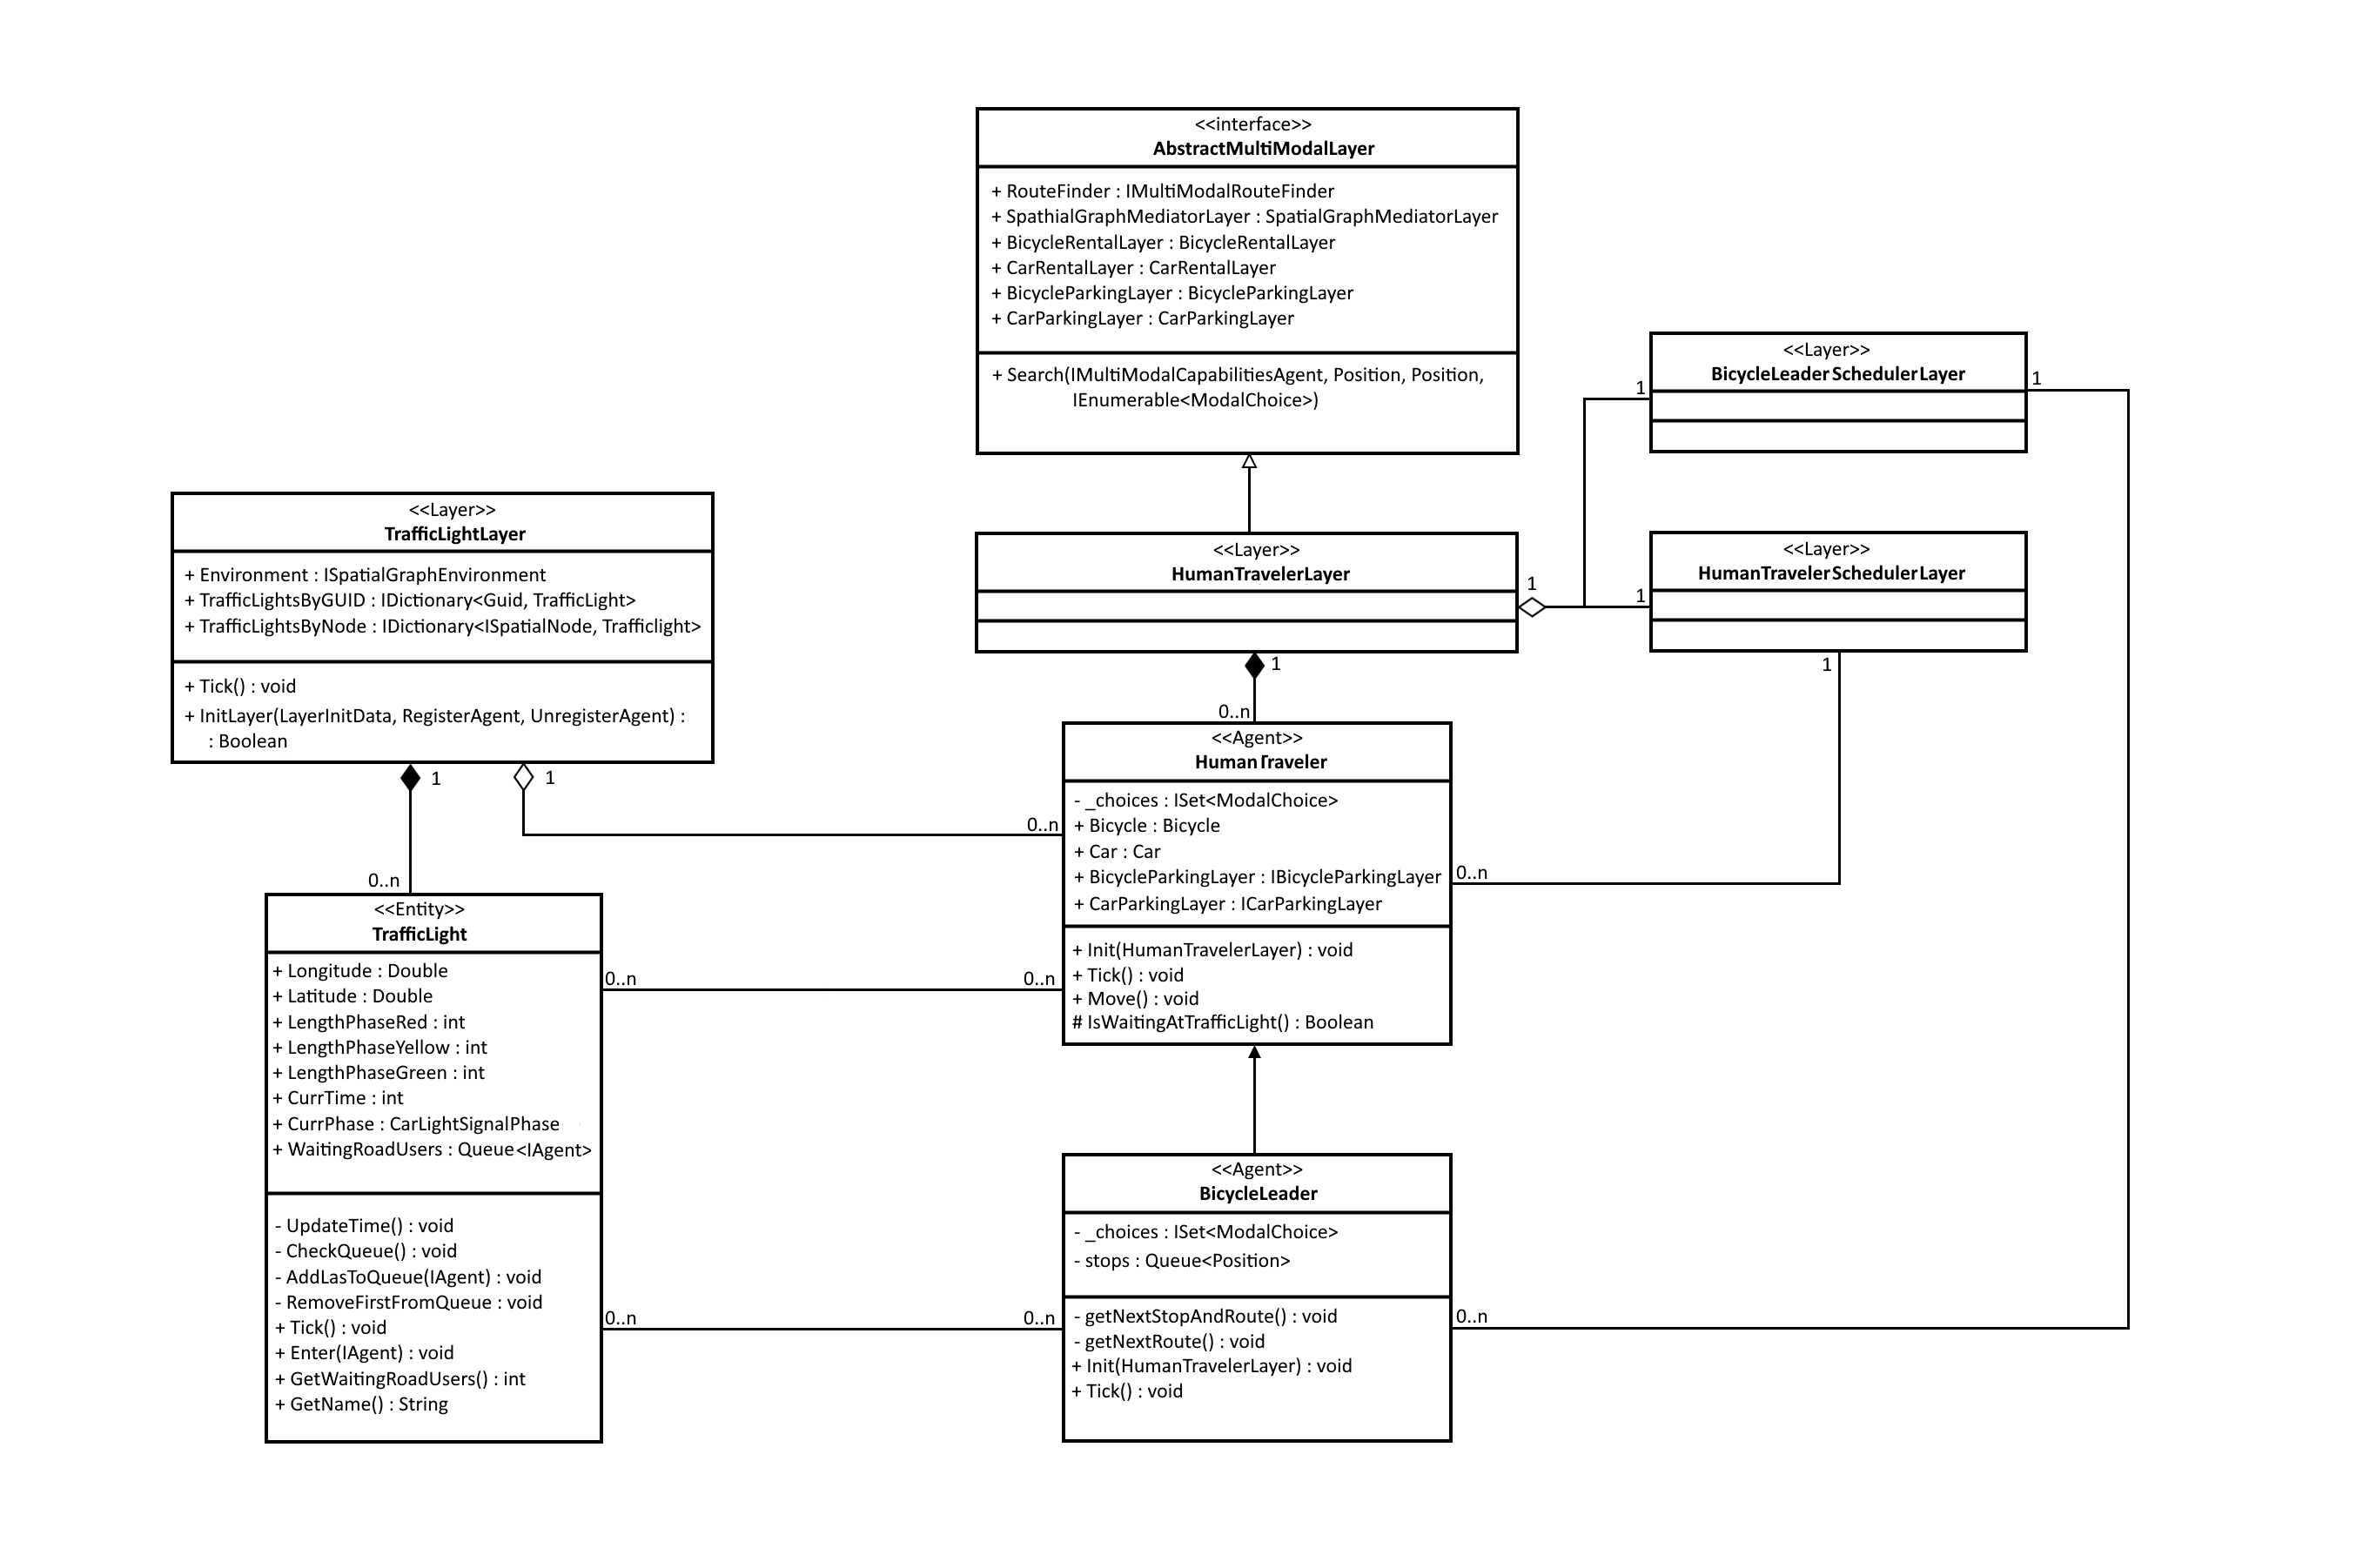 <<interface>>
AbstractMultiModalLayer
+ RouteFinder : IMultiModalRouteFinder
+ SpathialGraphMediatorLayer : SpatialGraphMediatorLayer
+ BicycleRentalLayer : BicycleRentalLayer
+ CarRentalLayer : CarRentalLayer
+ BicycleParkingLayer : BicycleParkingLayer
+ CarParkingLayer : CarParkingLayer
+ Search(IMultiModalCapabilitiesAgent, Position, Position,
IEnumerable<ModalChoice>)
<<Layer>>
BicycleLeaderSchedulerLayer
1
1
<<Layer>>
TrafficLightLayer
+ Environment : ISpatialGraphEnvironment
+ TrafficLightsByGUID : IDictionary<Guid, TrafficLight>
+ TrafficLightsByNode : IDictionary<ISpatialNode, Trafficlight>
+ Tick() : void
+ InitLayer(LayerInitData, RegisterAgent, UnregisterAgent) :
: Boolean
1
1
<<Layer>>
HumanTravelerLayer
1
1
<<Layer>>
HumanTravelerSchedulerLayer
1
1
0..n
<<Agent>>
HumanTraveler
- _choices : ISet<ModalChoice>
+ Bicycle : Bicycle
+ Car : Car
+ BicycleParkingLayer : IBicycleParkingLayer
+ CarParkingLayer : ICarParkingLayer
+ Init(HumanTravelerLayer) : void
+ Tick() : void
+ Move() : void
# IsWaitingAtTrafficLight() : Boolean
0..n
0..n
0..n
<<Entity>>
TrafficLight
+ Longitude : Double
+ Latitude : Double
+ LengthPhaseRed : int
+ LengthPhaseYellow : int
+ LengthPhaseGreen : int
+ CurrTime : int
+ CurrPhase : CarLightSignalPhase
+ WaitingRoadUsers : Queue<IAgent>
- UpdateTime() : void
- CheckQueue() : void
- AddLasToQueue(IAgent) : void
- RemoveFirstFromQueue : void
+ Tick() : void
+ Enter(IAgent) : void
+ GetWaitingRoadUsers() : int
+ GetName() : String
0..n
0..n
0..n
0..n
<<Agent>>
BicycleLeader
- _choices : ISet<ModalChoice>
- stops : Queue<Position>
- getNextStopAndRoute() : void
- getNextRoute() : void
+ Init(HumanTravelerLayer) : void
+ Tick() : void
0..n